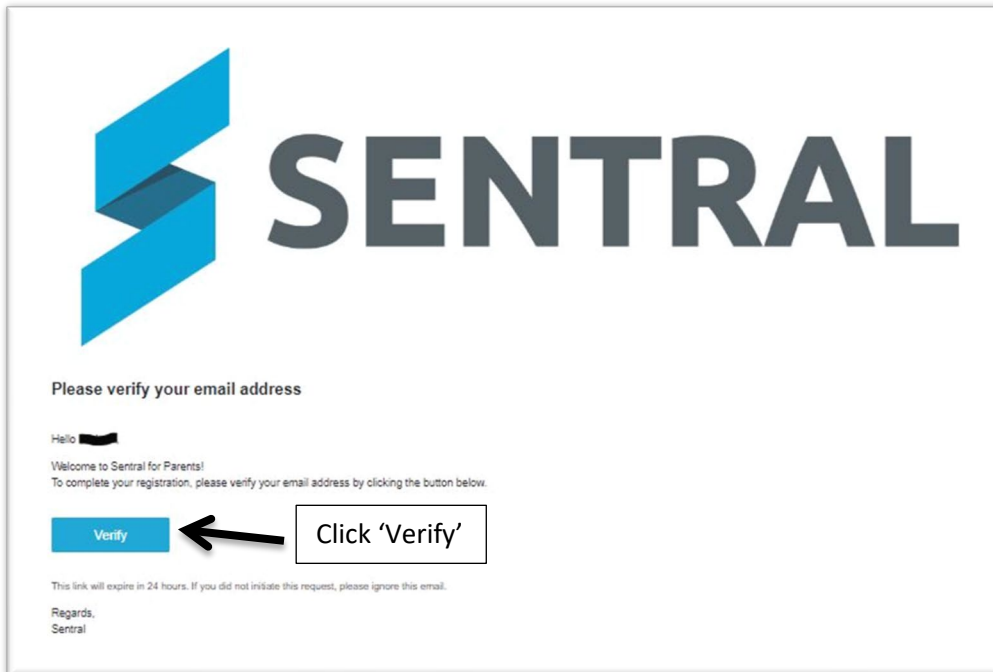 SENTRAL
Please verify your email address
Hello
Welcome to Sentral for Parents!
To complete your registration, please verify your email address by clicking the button below.
Verify
Click ‘Verify’
This link will expire in 24 hours. If you did not initiate this request, please ignore this email.
Regards,
Sentral